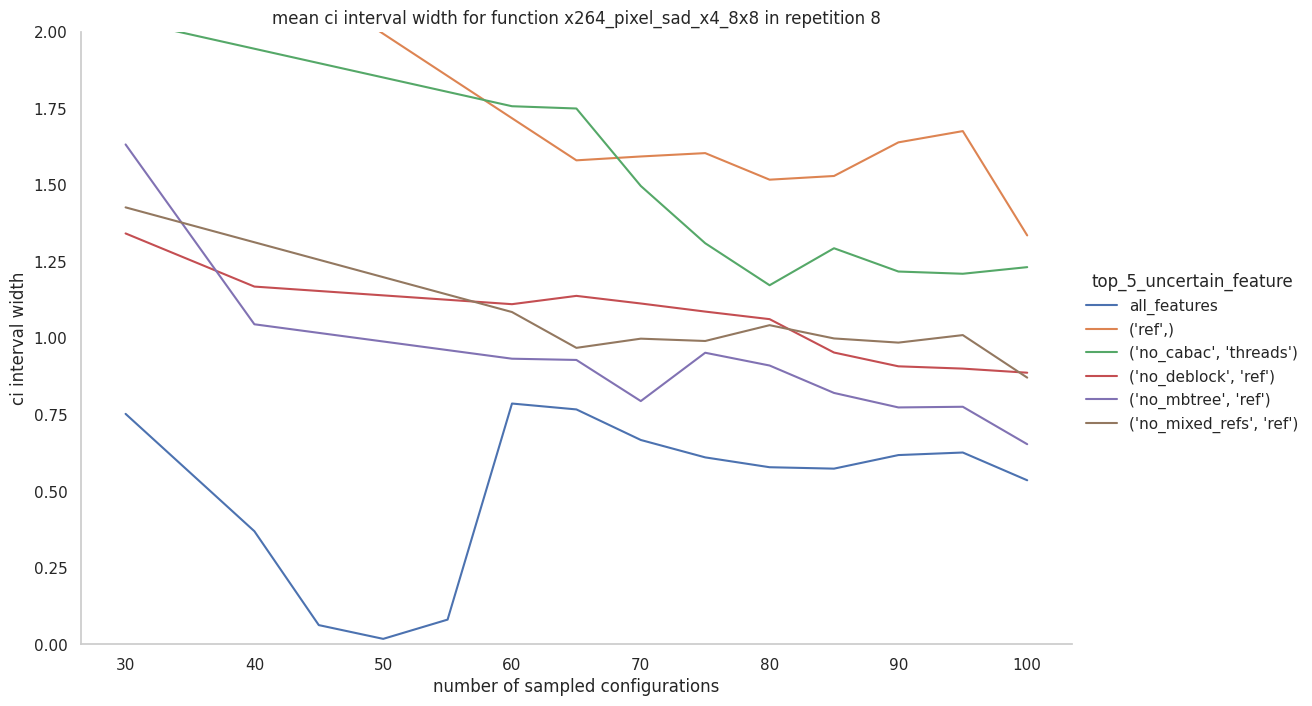 mean ci interval width for function x264_pixel_sad_x4_8x8 in repetition 8
2.00
1.75
1.50
1.25
1.00
0.75
0.50
0.25
0.00
ci interval width
30 40 50 60 70 80 90 100
number of sampled configurations
top_5_uncertain_feature
all_features
('ref',)
('no_cabac', 'threads')
('no_deblock', 'ref')
('no_mbtree', 'ref')
('no_mixed_refs', 'ref')